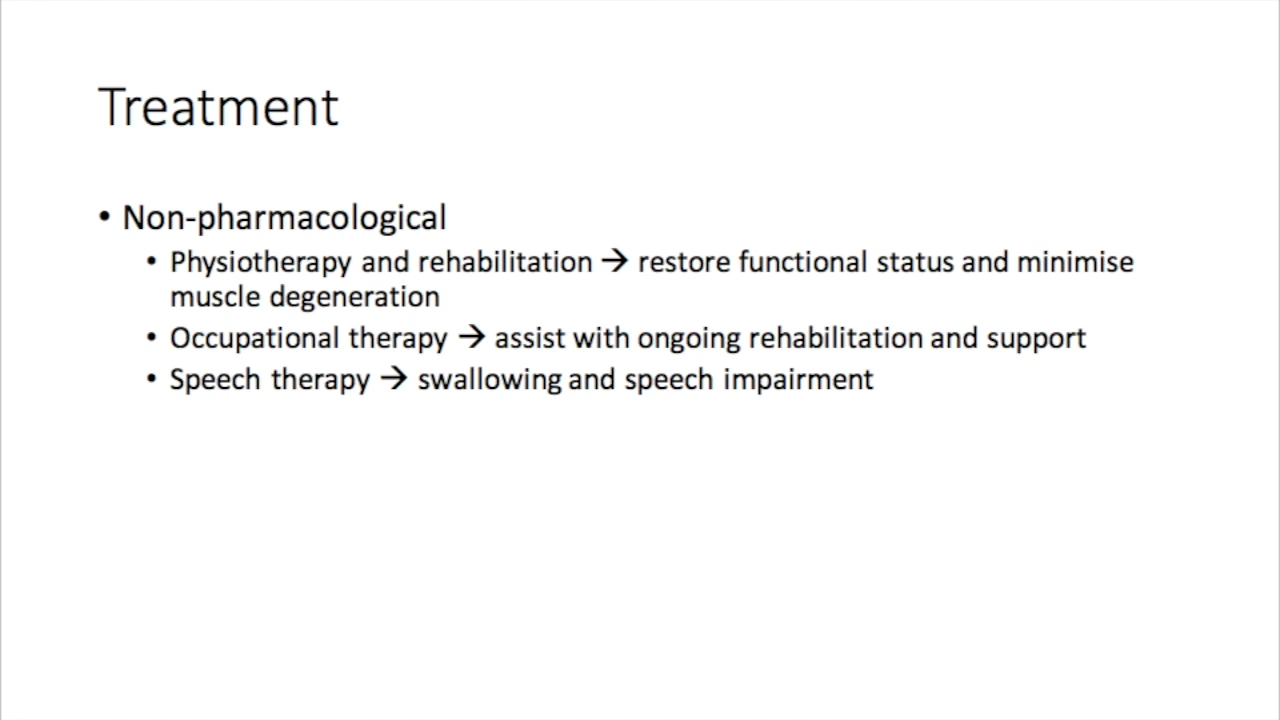 Treatment
• Non-pharmacological
• Physiotherapy and rehabilitation → restore functional status and minimise
muscle degeneration
• Occupational therapy → assist with ongoing rehabilitation and support
• Speech therapy → swallowing and speech impairment